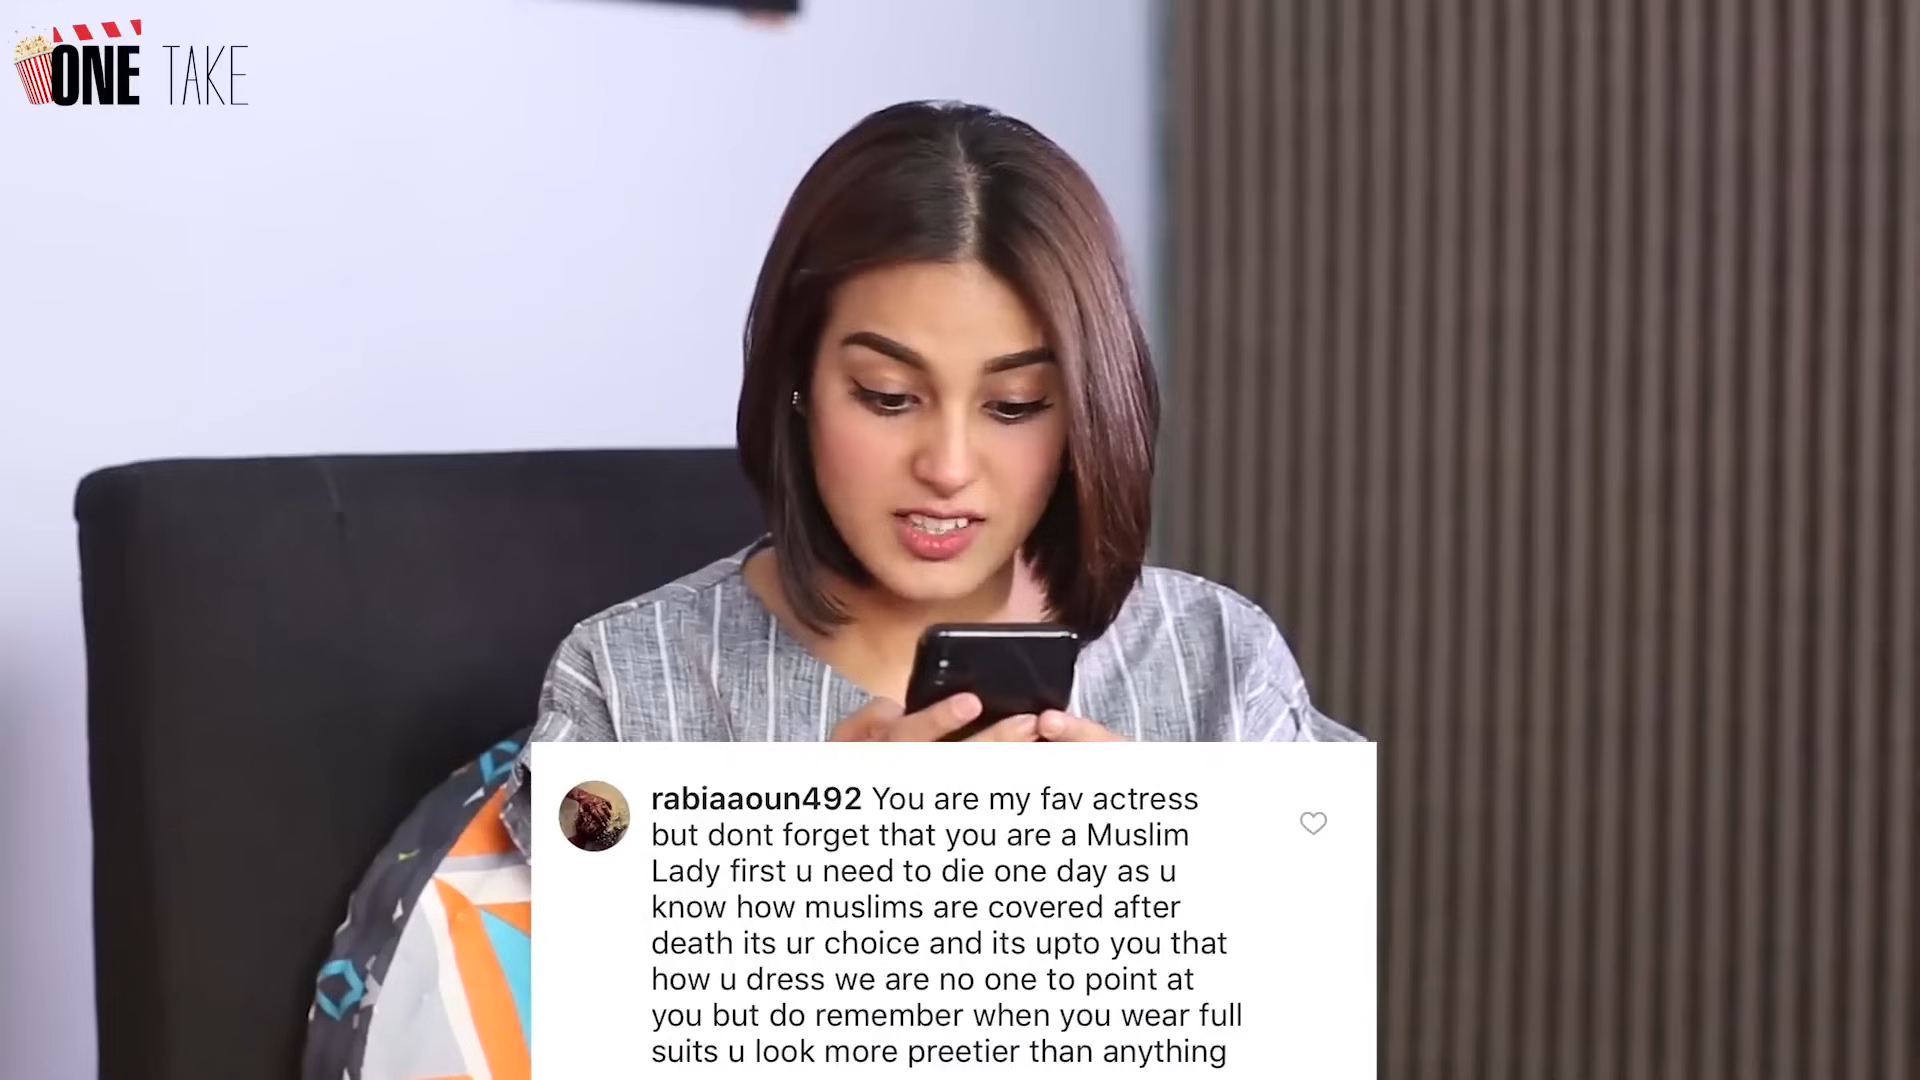 ONE TAKE
rabiaaoun492 You are my fav actress
but dont forget that you are a Muslim
Lady first u need to die one day as u
know how muslims are covered after
death its ur choice and its upto you that
how u dress we are no one to point at
you but do remember when you wear full
suits u look more preetier than anything